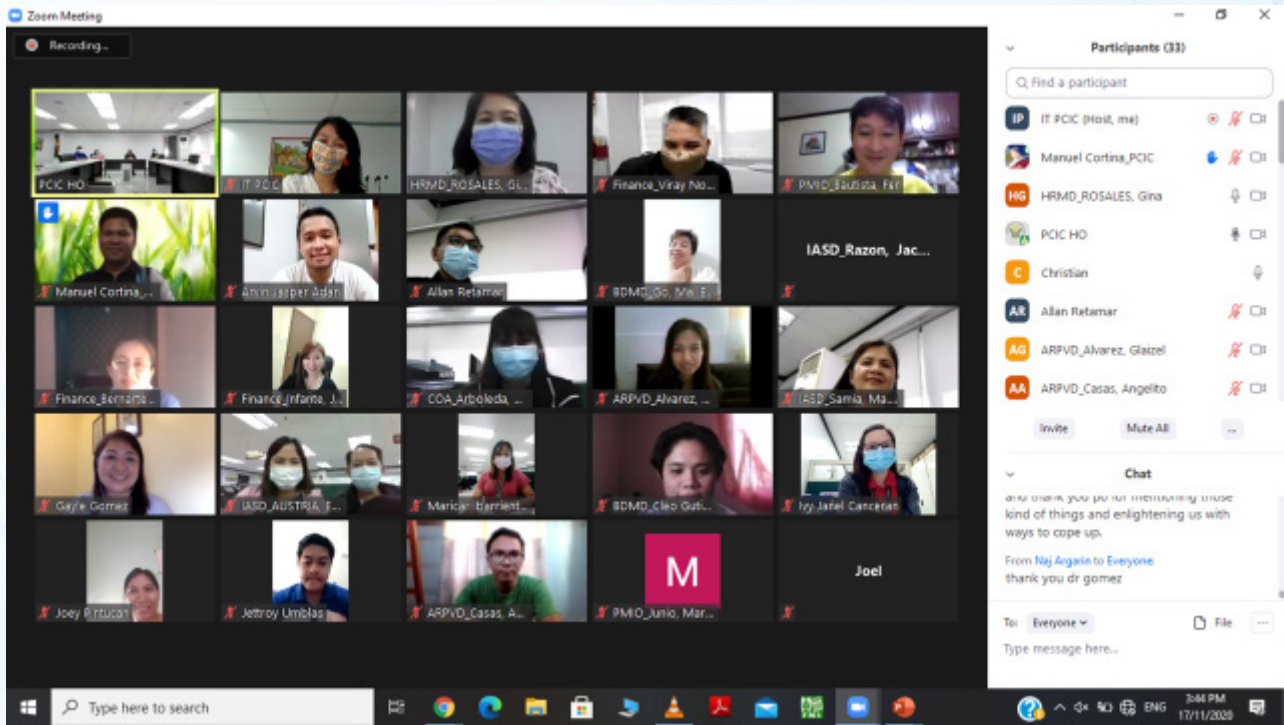 Zoom Meeting
Recording...
PCIC HO
IT PCIC
HRMD_ROSALES, Gi...
Finance_Viray No...
PMIO_Bautista, Fer
Manuel Cortina_...
Arvin Jasper Adan
Allan Retamar
BDMD_Go, Ma. E...
IASD_Razon, Jac...
Finance_Bernarte...
Finance_Infante, J...
COA_Arboleda, ...
ARPVD_Alvarez, ...
IASD_Samia, Ma...
Gayle Gomez
IASD_AUSTRIA, E...
Maricar barrient...
BDMD_Cleo Guti...
Ivy-Jariel Canceran
Joey Pintucan
Jettroy Umblas
ARPVD_Casas, A...
M
PMIO_Junio, Mar...
Joel
Participants (33)
Find a participant
IP IT PCIC (Host, me)
Manuel Cortina_PCIC
HG HRMD_ROSALES, Gina
PCIC HO
C Christian
AR Allan Retamar
AG ARPVD_Alvarez, Glaizel
AA ARPVD_Casas, Angelito
Invite Mute All ...
Chat
and thank you po for mentioning those
kind of things and enlightening us with
ways to cope up.
From Naj Argarin to Everyone
thank you dr gomez
To: Everyone File ...
Type message here...
Type here to search
ENG
3:44 PM
17/11/2020